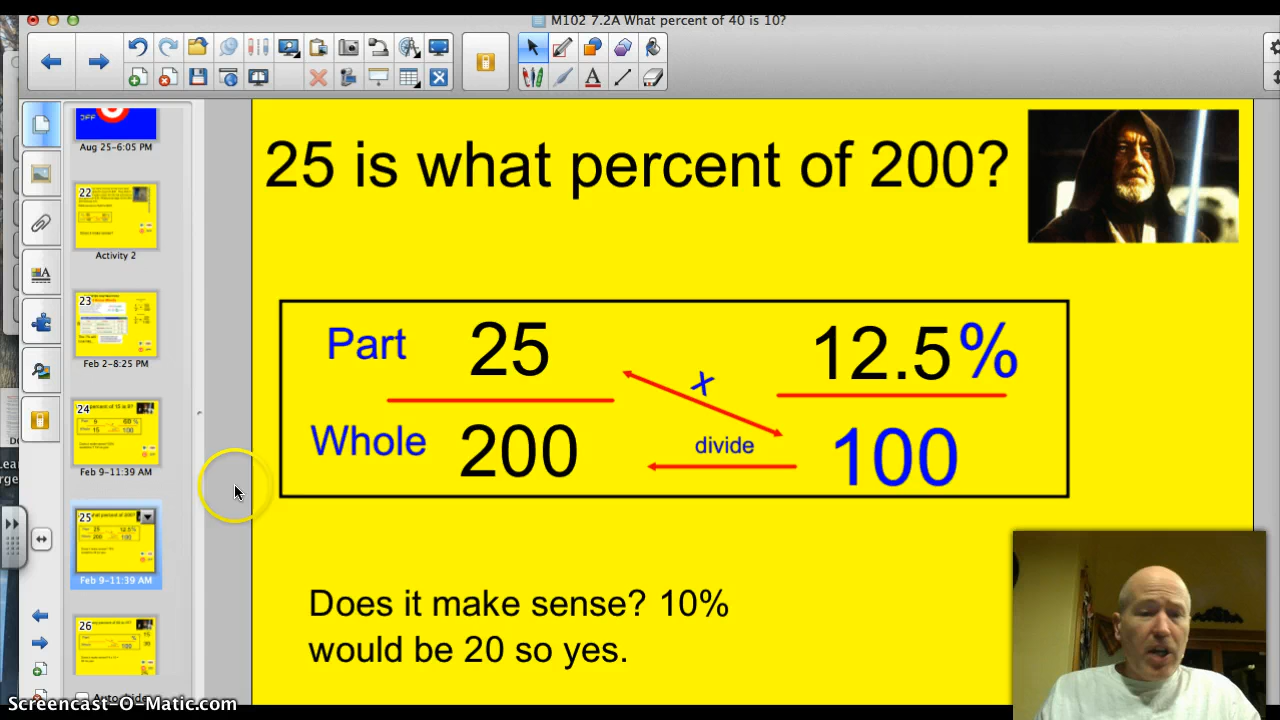 M102 7.2A What percent of 40 is 10?
Aug 25-6:05 PM
22
Activity 2
23
Feb 2-8:25 PM
24
Feb 9-11:39 AM
25
Feb 9-11:39 AM
26
25 is what percent of 200?
Part 25 12.5%
x
Whole 200 divide 100
Does it make sense? 10%
would be 20 so yes.
Screencast-O-Matic.com